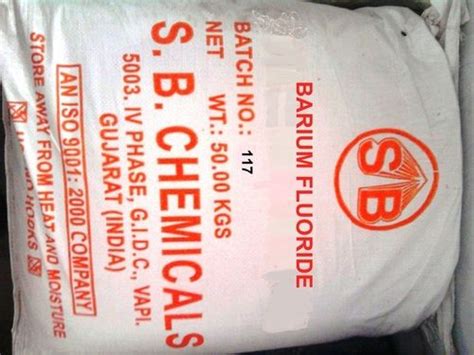 SB
BARIUM FLUORIDE
BATCH NO.: 117
NET WT.: 50.00 KGS
S. B. CHEMICALS
5003. IV PHASE, G.I.D.C., VAPI.
GUJARAT (INDIA)
AN ISO 9001: 2000 COMPANY
STORE AWAY FROM HEAT AND MOISTURE
HOOKS